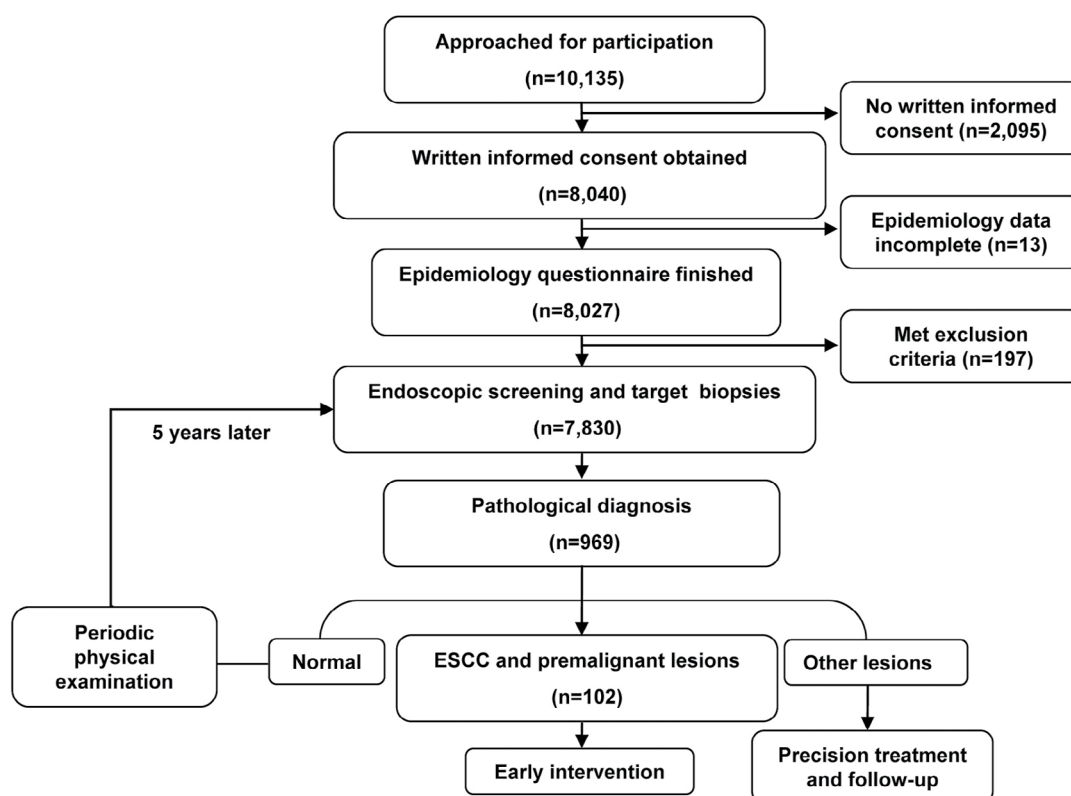 Approached for participation
(n=10,135)
No written informed
consent (n=2,095)
Written informed consent obtained
(n=8,040)
Epidemiology data
incomplete (n=13)
Epidemiology questionnaire finished
(n=8,027)
Met exclusion
criteria (n=197)
Endoscopic screening and target biopsies
(n=7,830)
5 years later
Pathological diagnosis
(n=969)
Periodic
physical
examination
Normal
ESCC and premalignant lesions
(n=102)
Other lesions
Early intervention
Precision treatment
and follow-up